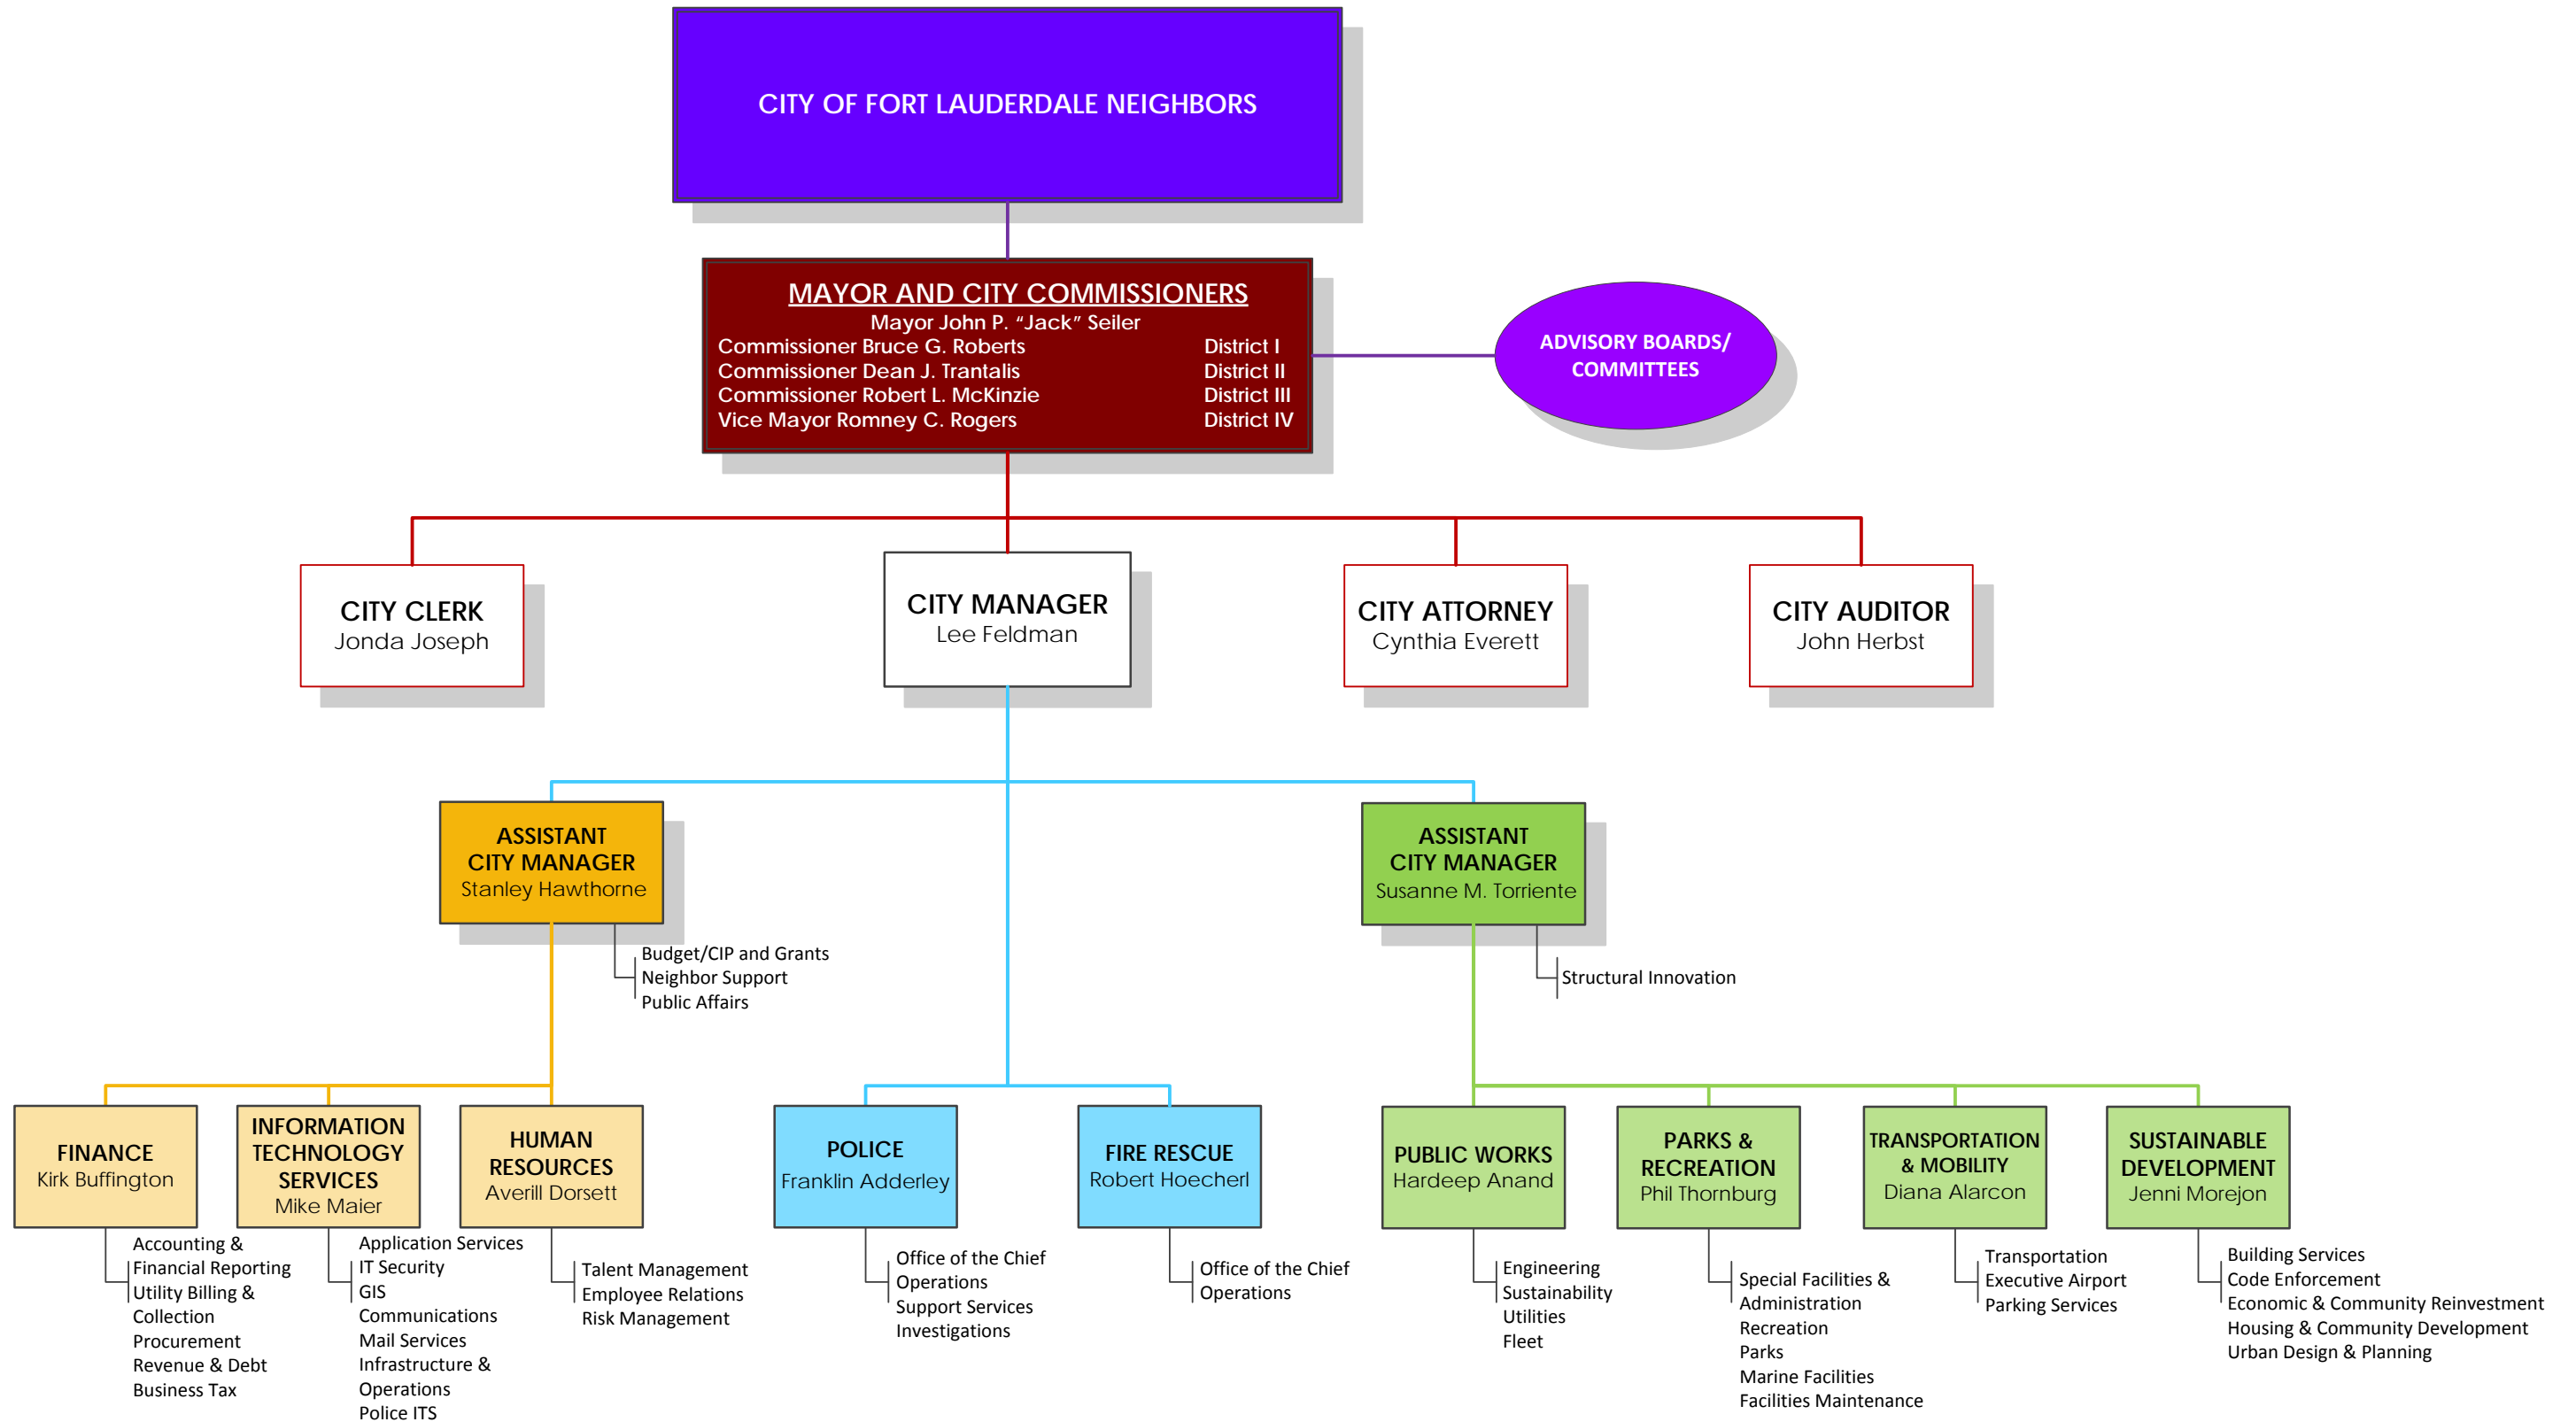 CITY OF FORT LAUDERDALE NEIGHBORS
MAYOR AND CITY COMMISSIONERS
Mayor John P. “Jack” Seiler
Commissioner Bruce G. Roberts District I
Commissioner Dean J. Trantalis District II
Commissioner Robert L. McKinzie District III
Vice Mayor Romney C. Rogers District IV
ADVISORY BOARDS/
COMMITTEES
CITY CLERK
Jonda Joseph
CITY MANAGER
Lee Feldman
CITY ATTORNEY
Cynthia Everett
CITY AUDITOR
John Herbst
ASSISTANT
CITY MANAGER
Stanley Hawthorne
Budget/CIP and Grants
Neighbor Support
Public Affairs
ASSISTANT
CITY MANAGER
Susanne M. Torriente
Structural Innovation
FINANCE
Kirk Buffington
Accounting &
Financial Reporting
Utility Billing &
Collection
Procurement
Revenue & Debt
Business Tax
INFORMATION
TECHNOLOGY
SERVICES
Mike Maier
Application Services
IT Security
GIS
Communications
Mail Services
Infrastructure &
Operations
Police ITS
HUMAN
RESOURCES
Averill Dorsett
Talent Management
Employee Relations
Risk Management
POLICE
Franklin Adderley
Office of the Chief
Operations
Support Services
Investigations
FIRE RESCUE
Robert Hoecherl
Office of the Chief
Operations
PUBLIC WORKS
Hardeep Anand
Engineering
Sustainability
Utilities
Fleet
PARKS &
RECREATION
Phil Thornburg
Special Facilities &
Administration
Recreation
Parks
Marine Facilities
Facilities Maintenance
TRANSPORTATION
& MOBILITY
Diana Alarcon
Transportation
Executive Airport
Parking Services
SUSTAINABLE
DEVELOPMENT
Jenni Morejon
Building Services
Code Enforcement
Economic & Community Reinvestment
Housing & Community Development
Urban Design & Planning